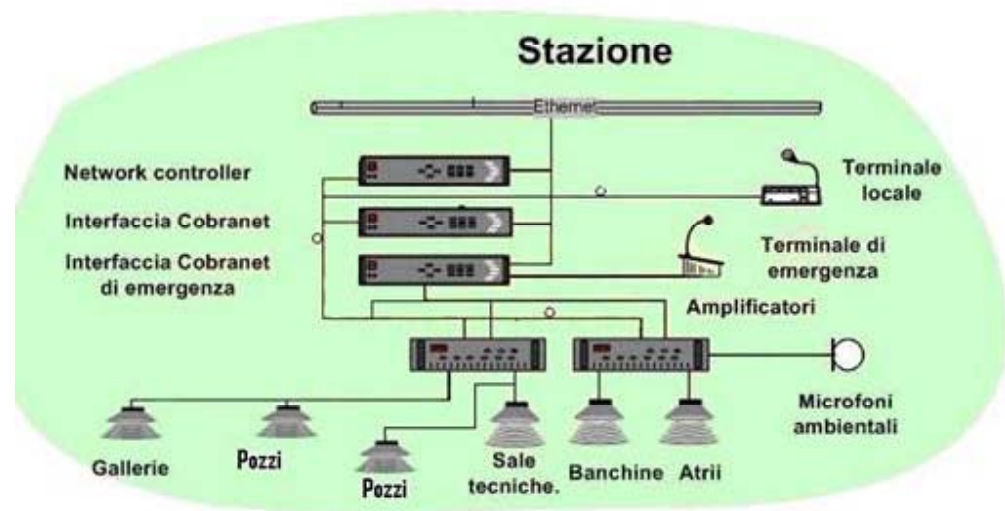 Stazione
Ethernet
Network controller
Interfaccia Cobranet
Interfaccia Cobranet
di emergenza
Terminale
locale
Terminale di
emergenza
Amplificatori
Microfoni
ambientali
Gallerie
Pozzi
Pozzi
Sale
tecniche.
Banchine
Atrii